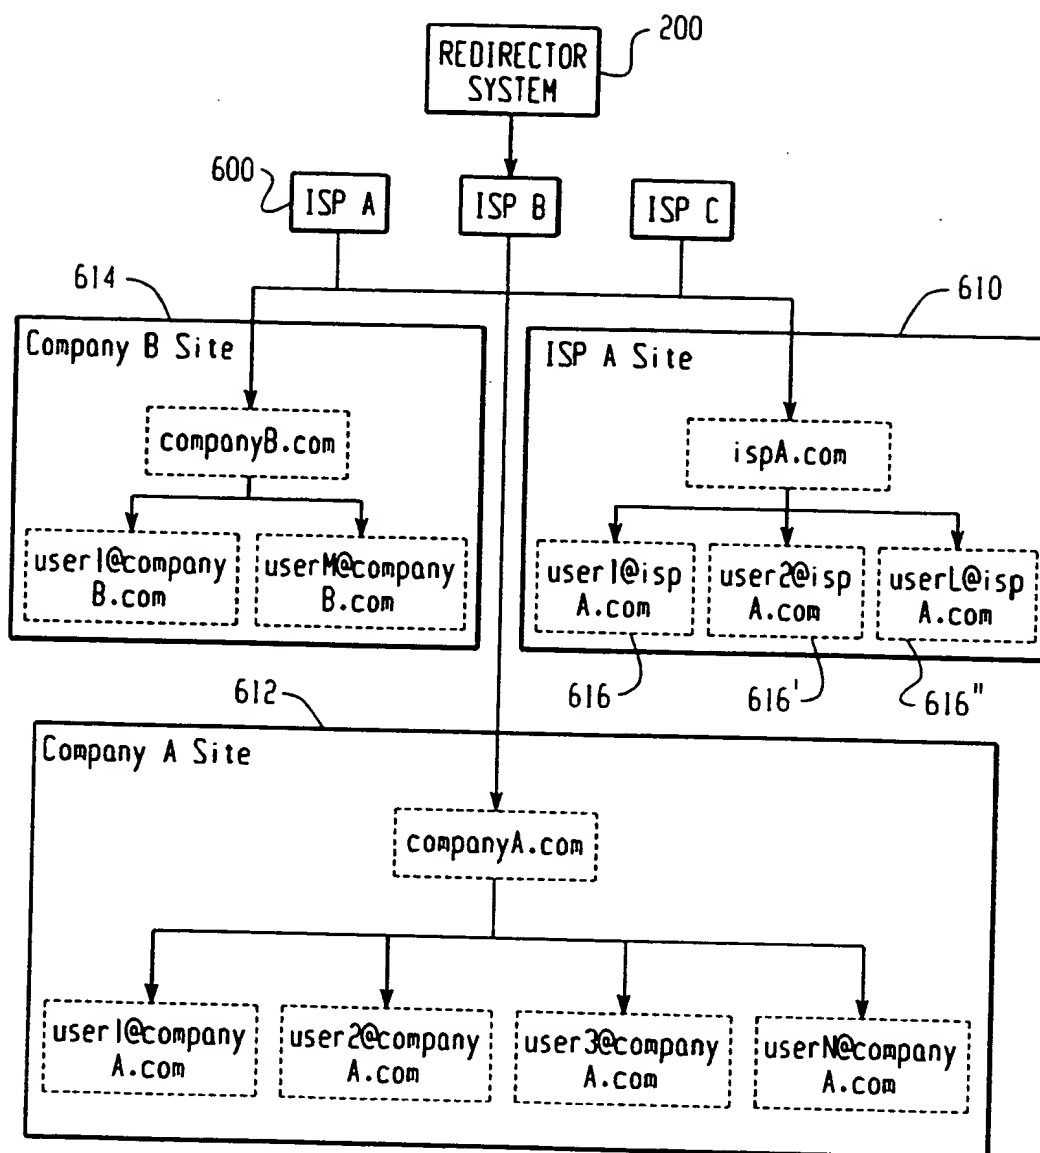 REDIRECTOR
SYSTEM
200
600
ISP A
ISP B
ISP C
614
610
Company B Site
ISP A Site
companyB.com
ispA.com
user1@company
B.com
userM@company
B.com
user1@isp
A.com
user2@isp
A.com
userL@isp
A.com
616
616'
616"
612
Company A Site
companyA.com
user1@company
A.com
user2@company
A.com
user3@company
A.com
userN@company
A.com